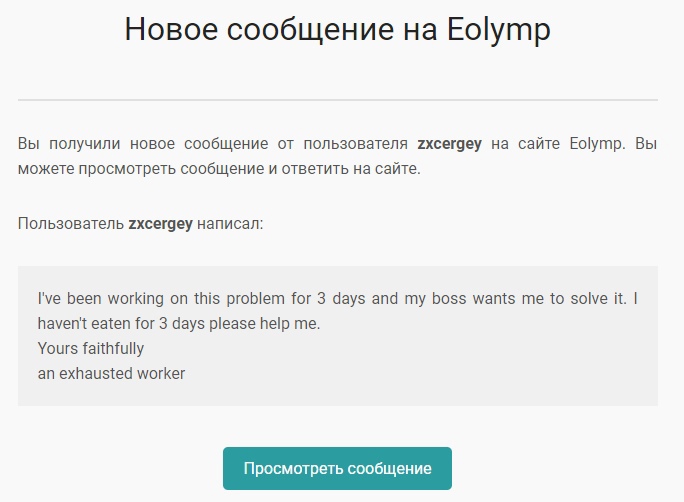 Новое сообщение на Eolymp
Вы получили новое сообщение от пользователя zxcergey на сайте Eolymp. Вы
можете просмотреть сообщение и ответить на сайте.
Пользователь zxcergey написал:
I've been working on this problem for 3 days and my boss wants me to solve it. I
haven't eaten for 3 days please help me.
Yours faithfully
an exhausted worker
Просмотреть сообщение